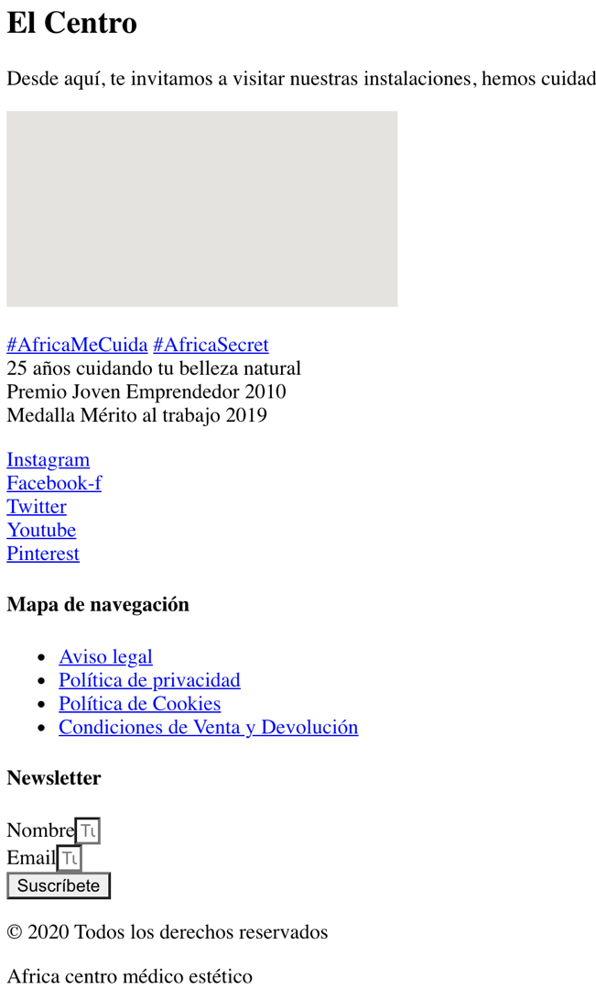 El Centro
Desde aquí, te invitamos a visitar nuestras instalaciones, hemos cuidad
#AfricaMeCuida #AfricaSecret
25 años cuidando tu belleza natural
Premio Joven Emprendedor 2010
Medalla Mérito al trabajo 2019
Instagram
Facebook-f
Twitter
Youtube
Pinterest
Mapa de navegación
Aviso legal
Política de privacidad
Política de Cookies
Condiciones de Venta y Devolución
Newsletter
Nombre Tu
Email Tu
Suscríbete
© 2020 Todos los derechos reservados
Africa centro médico estético